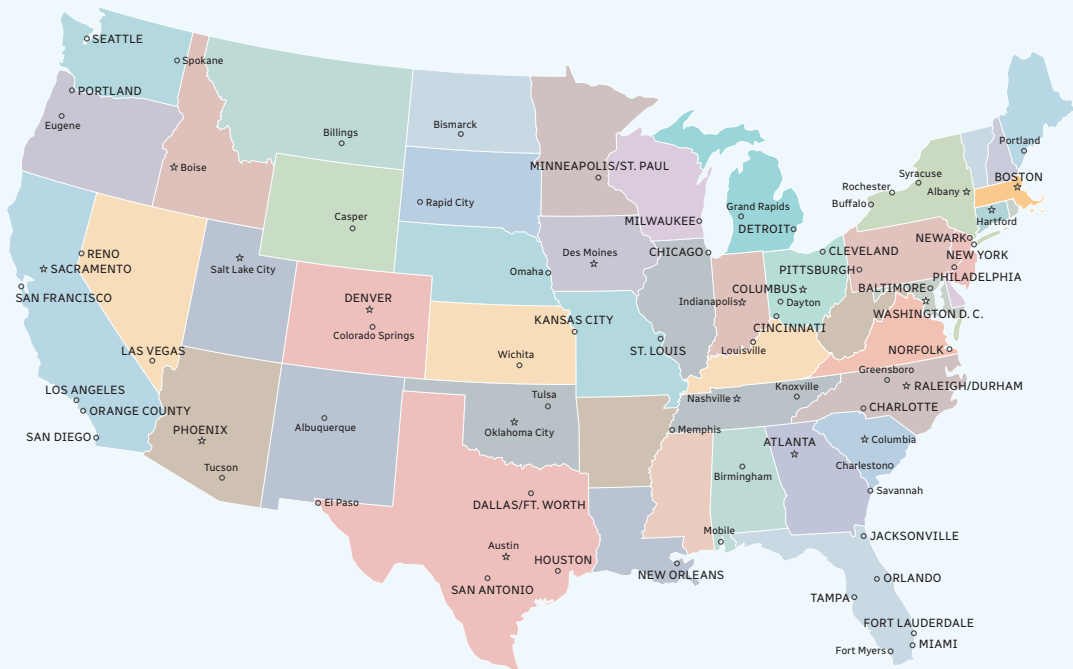 SEATTLE
Spokane
PORTLAND
Eugene
Billings
Bismarck
Boise
MINNEAPOLIS/ST. PAUL
Rapid City
Casper
MILWAUKEE
Grand Rapids
DETROIT
Portland
BOSTON
Syracuse
Rochester
Albany
Buffalo
Hartford
RENO
SACRAMENTO
SAN FRANCISCO
Salt Lake City
DENVER
Colorado Springs
Omaha
Des Moines
CHICAGO
CLEVELAND
NEWARK
NEW YORK
PITTSBURGH
PHILADELPHIA
COLUMBUS
BALTIMORE
Indianapolis
Dayton
WASHINGTON D. C.
KANSAS CITY
CINCINNATI
LAS VEGAS
Wichita
ST. LOUIS
Louisville
NORFOLK
LOS ANGELES
ORANGE COUNTY
SAN DIEGO
PHOENIX
Tucson
Albuquerque
El Paso
Tulsa
Oklahoma City
Nashville
Knoxville
Greensboro
RALEIGH/DURHAM
CHARLOTTE
Memphis
ATLANTA
Columbia
Charleston
Birmingham
Savannah
DALLAS/FT. WORTH
Austin
HOUSTON
SAN ANTONIO
Mobile
NEW ORLEANS
JACKSONVILLE
ORLANDO
TAMPA
FORT LAUDERDALE
MIAMI
Fort Myers